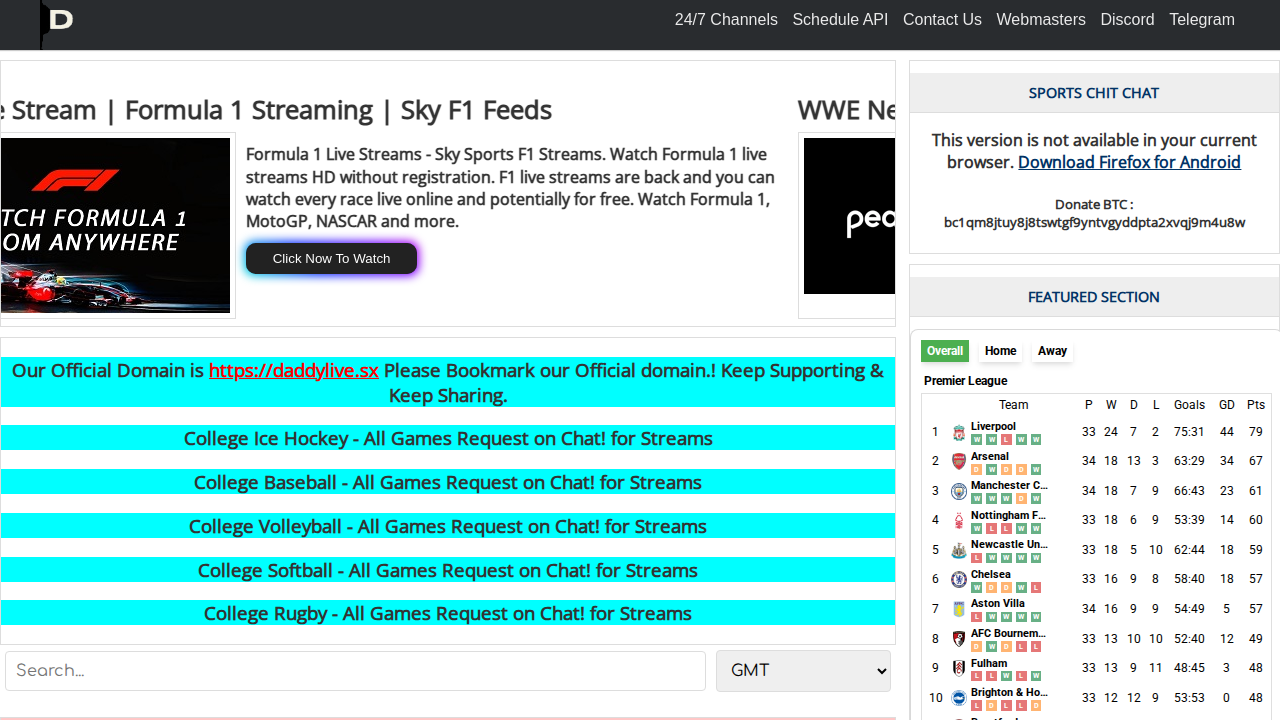 D
24/7 Channels Schedule API Contact Us Webmasters Discord Telegram
e Stream | Formula 1 Streaming | Sky F1 Feeds
TCH FORMULA 1
OM ANYWHERE
Formula 1 Live Streams - Sky Sports F1 Streams. Watch Formula 1 live
streams HD without registration. F1 live streams are back and you can
watch every race live online and potentially for free. Watch Formula 1,
MotoGP, NASCAR and more.
Click Now To Watch
WWE Ne
pea
Our Official Domain is https://daddylive.sx Please Bookmark our Official domain.! Keep Supporting &
Keep Sharing.
College Ice Hockey - All Games Request on Chat! for Streams
College Baseball - All Games Request on Chat! for Streams
College Volleyball - All Games Request on Chat! for Streams
College Softball - All Games Request on Chat! for Streams
College Rugby - All Games Request on Chat! for Streams
Search...
GMT
SPORTS CHIT CHAT
This version is not available in your current
browser. Download Firefox for Android
Donate BTC :
bc1qm8jtuy8j8tswtgf9yntvgyddpta2xvqj9m4u8w
FEATURED SECTION
Overall Home Away
Premier League
Team P W D L Goals GD Pts
1 Liverpool 33 24 7 2 75:31 44 79
W W L W W
2 Arsenal 34 18 13 3 63:29 34 67
D W D D W
3 Manchester C... 34 18 7 9 66:43 23 61
W W W D W
4 Nottingham F... 33 18 6 9 53:39 14 60
W L L W W
5 Newcastle Un... 33 18 5 10 62:44 18 59
L W W W W
6 Chelsea 33 16 9 8 58:40 18 57
W D D W L
7 Aston Villa 34 16 9 9 54:49 5 57
L W W W W
8 AFC Bournem... 33 13 10 10 52:40 12 49
D W D L L
9 Fulham 33 13 9 11 48:45 3 48
L L W L W
10 Brighton & Ho... 33 12 12 9 53:53 0 48
L D L L D